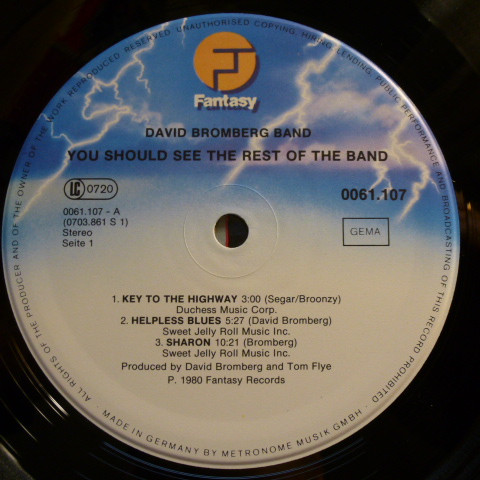 ALL RIGHTS OF THE PRODUCER AND OF THE OWNER OF THE WORK REPRODUCED RESERVED UNAUTHORISED COPYING, HIRING, LENDING, PUBLIC PERFORMANCE AND BROADCASTING OF THIS RECORD PROHIBITED
Fantasy
DAVID BROMBERG BAND
YOU SHOULD SEE THE REST OF THE BAND
LC 0720
0061.107
0061.107 - A
(0703.861 S 1)
Stereo
Seite 1
GEMA
1. KEY TO THE HIGHWAY 3:00 (Segar/Broonzy)
Duchess Music Corp.
2. HELPLESS BLUES 5:27 (David Bromberg)
Sweet Jelly Roll Music Inc.
3. SHARON 10:21 (Bromberg)
Sweet Jelly Roll Music Inc.
Produced by David Bromberg and Tom Flye
P. 1980 Fantasy Records
MADE IN GERMANY BY METRONOME MUSIK GMBH